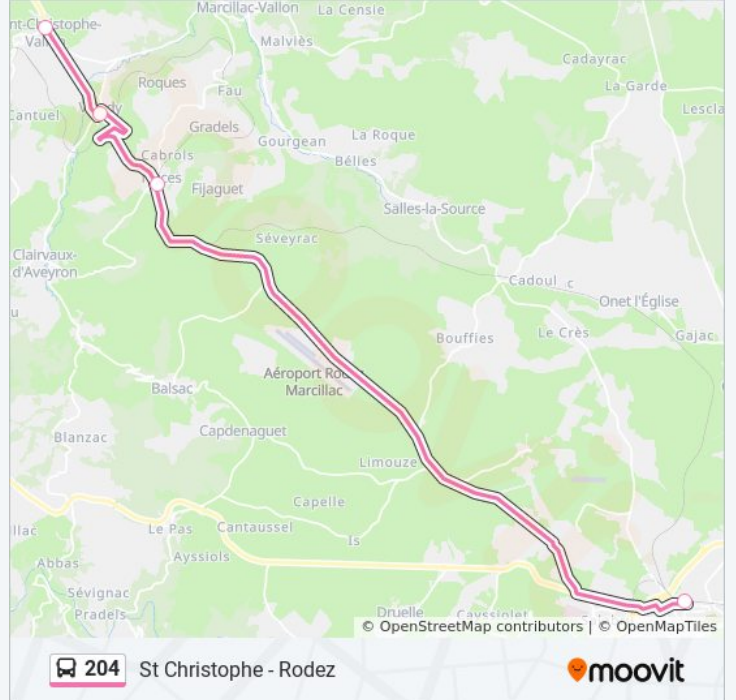 Marcillac-Vallon
La Censie
nt-Christophe-
Malviès
Cadayrac
Roques
Fau
La Garde
Cantuel
Gradels
Lescla
Gourgean
La Roque
Cabrols
Bélles
Fijaguet
Salles-la-Source
Séveyrac
Clairvaux-
d'Aveyron
Cadoul c
Onet l'Église
u
Bouffies
Le Crès
Gajac
Aéroport Ro
Marcillac
Balsac
Capdenaguet
Blanzac
Limouze
Capelle
llac
Le Pas
Cantaussel
Is
Ayssiols
Abbas
Sévignac
Pradels
Druelle
Cayssiolet
© OpenStreetMap contributors | © OpenMapTiles
204 St Christophe - Rodez
moovit